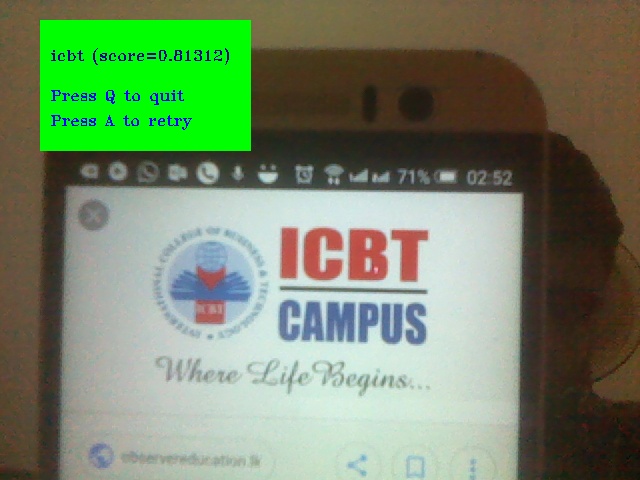 icbt (score=0.81312)
Press Q to quit
Press A to retry
71% 02:52
INTERNATIONAL COLLEGE OF BUSINESS & TECHNOLOGY
ICBT
ICBT
CAMPUS
Where Life Begins...
observereducation.lk